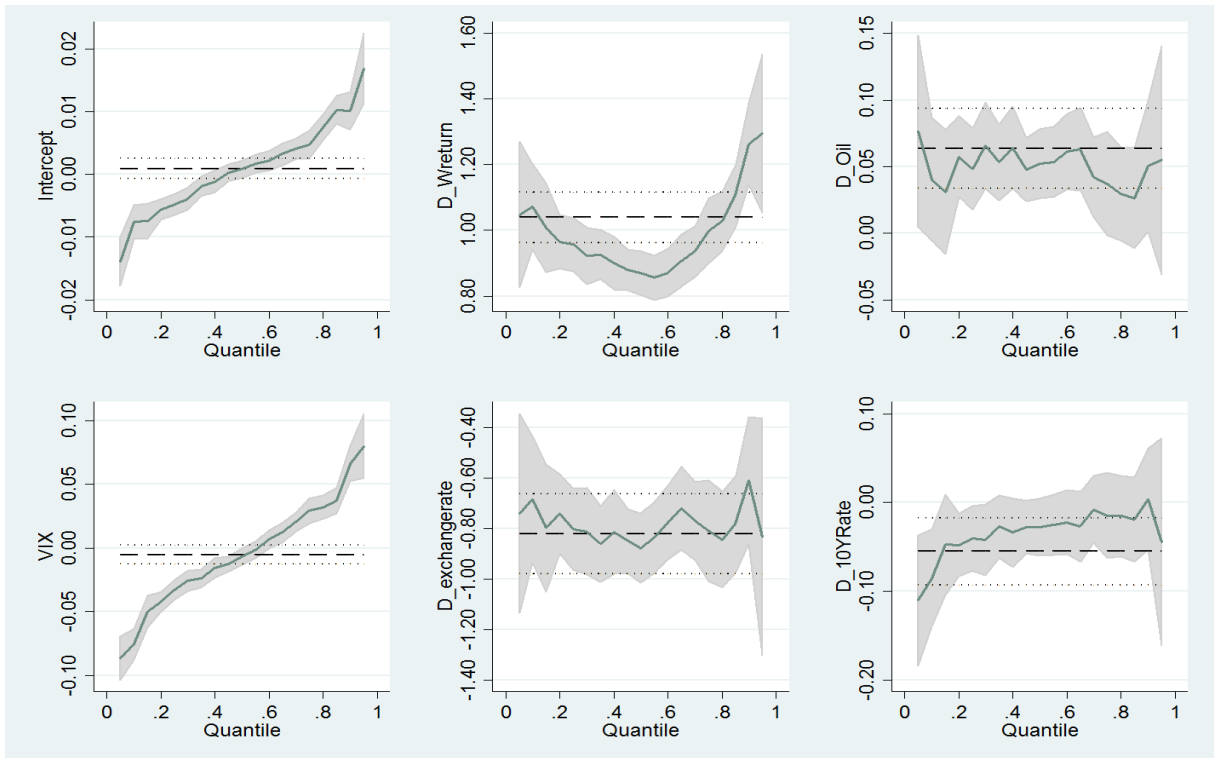 Intercept
0.02
0.01
0.00
-0.01
-0.02
0 .2 .4 .6 .8 1
Quantile
D_Wreturn
1.60
1.40
1.20
1.00
0.80
0 .2 .4 .6 .8 1
Quantile
D_Oil
0.15
0.10
0.05
0.00
-0.05
0 .2 .4 .6 .8 1
Quantile
VIX
0.10
0.05
0.00
-0.05
-0.10
0 .2 .4 .6 .8 1
Quantile
D_exchangerate
-0.40
-0.60
-0.80
-1.00
-1.20
-1.40
0 .2 .4 .6 .8 1
Quantile
D_10YRate
0.10
0.00
-0.10
-0.20
0 .2 .4 .6 .8 1
Quantile